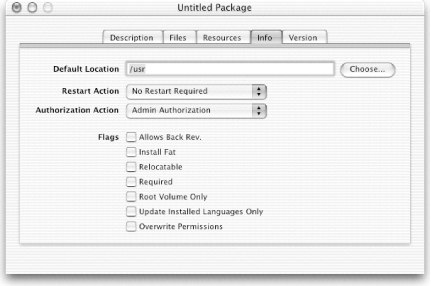 Untitled Package
Description Files Resources Info Version
Default Location /usr Choose...
Restart Action No Restart Required
Authorization Action Admin Authorization
Flags Allows Back Rev.
Install Fat
Relocatable
Required
Root Volume Only
Update Installed Languages Only
Overwrite Permissions